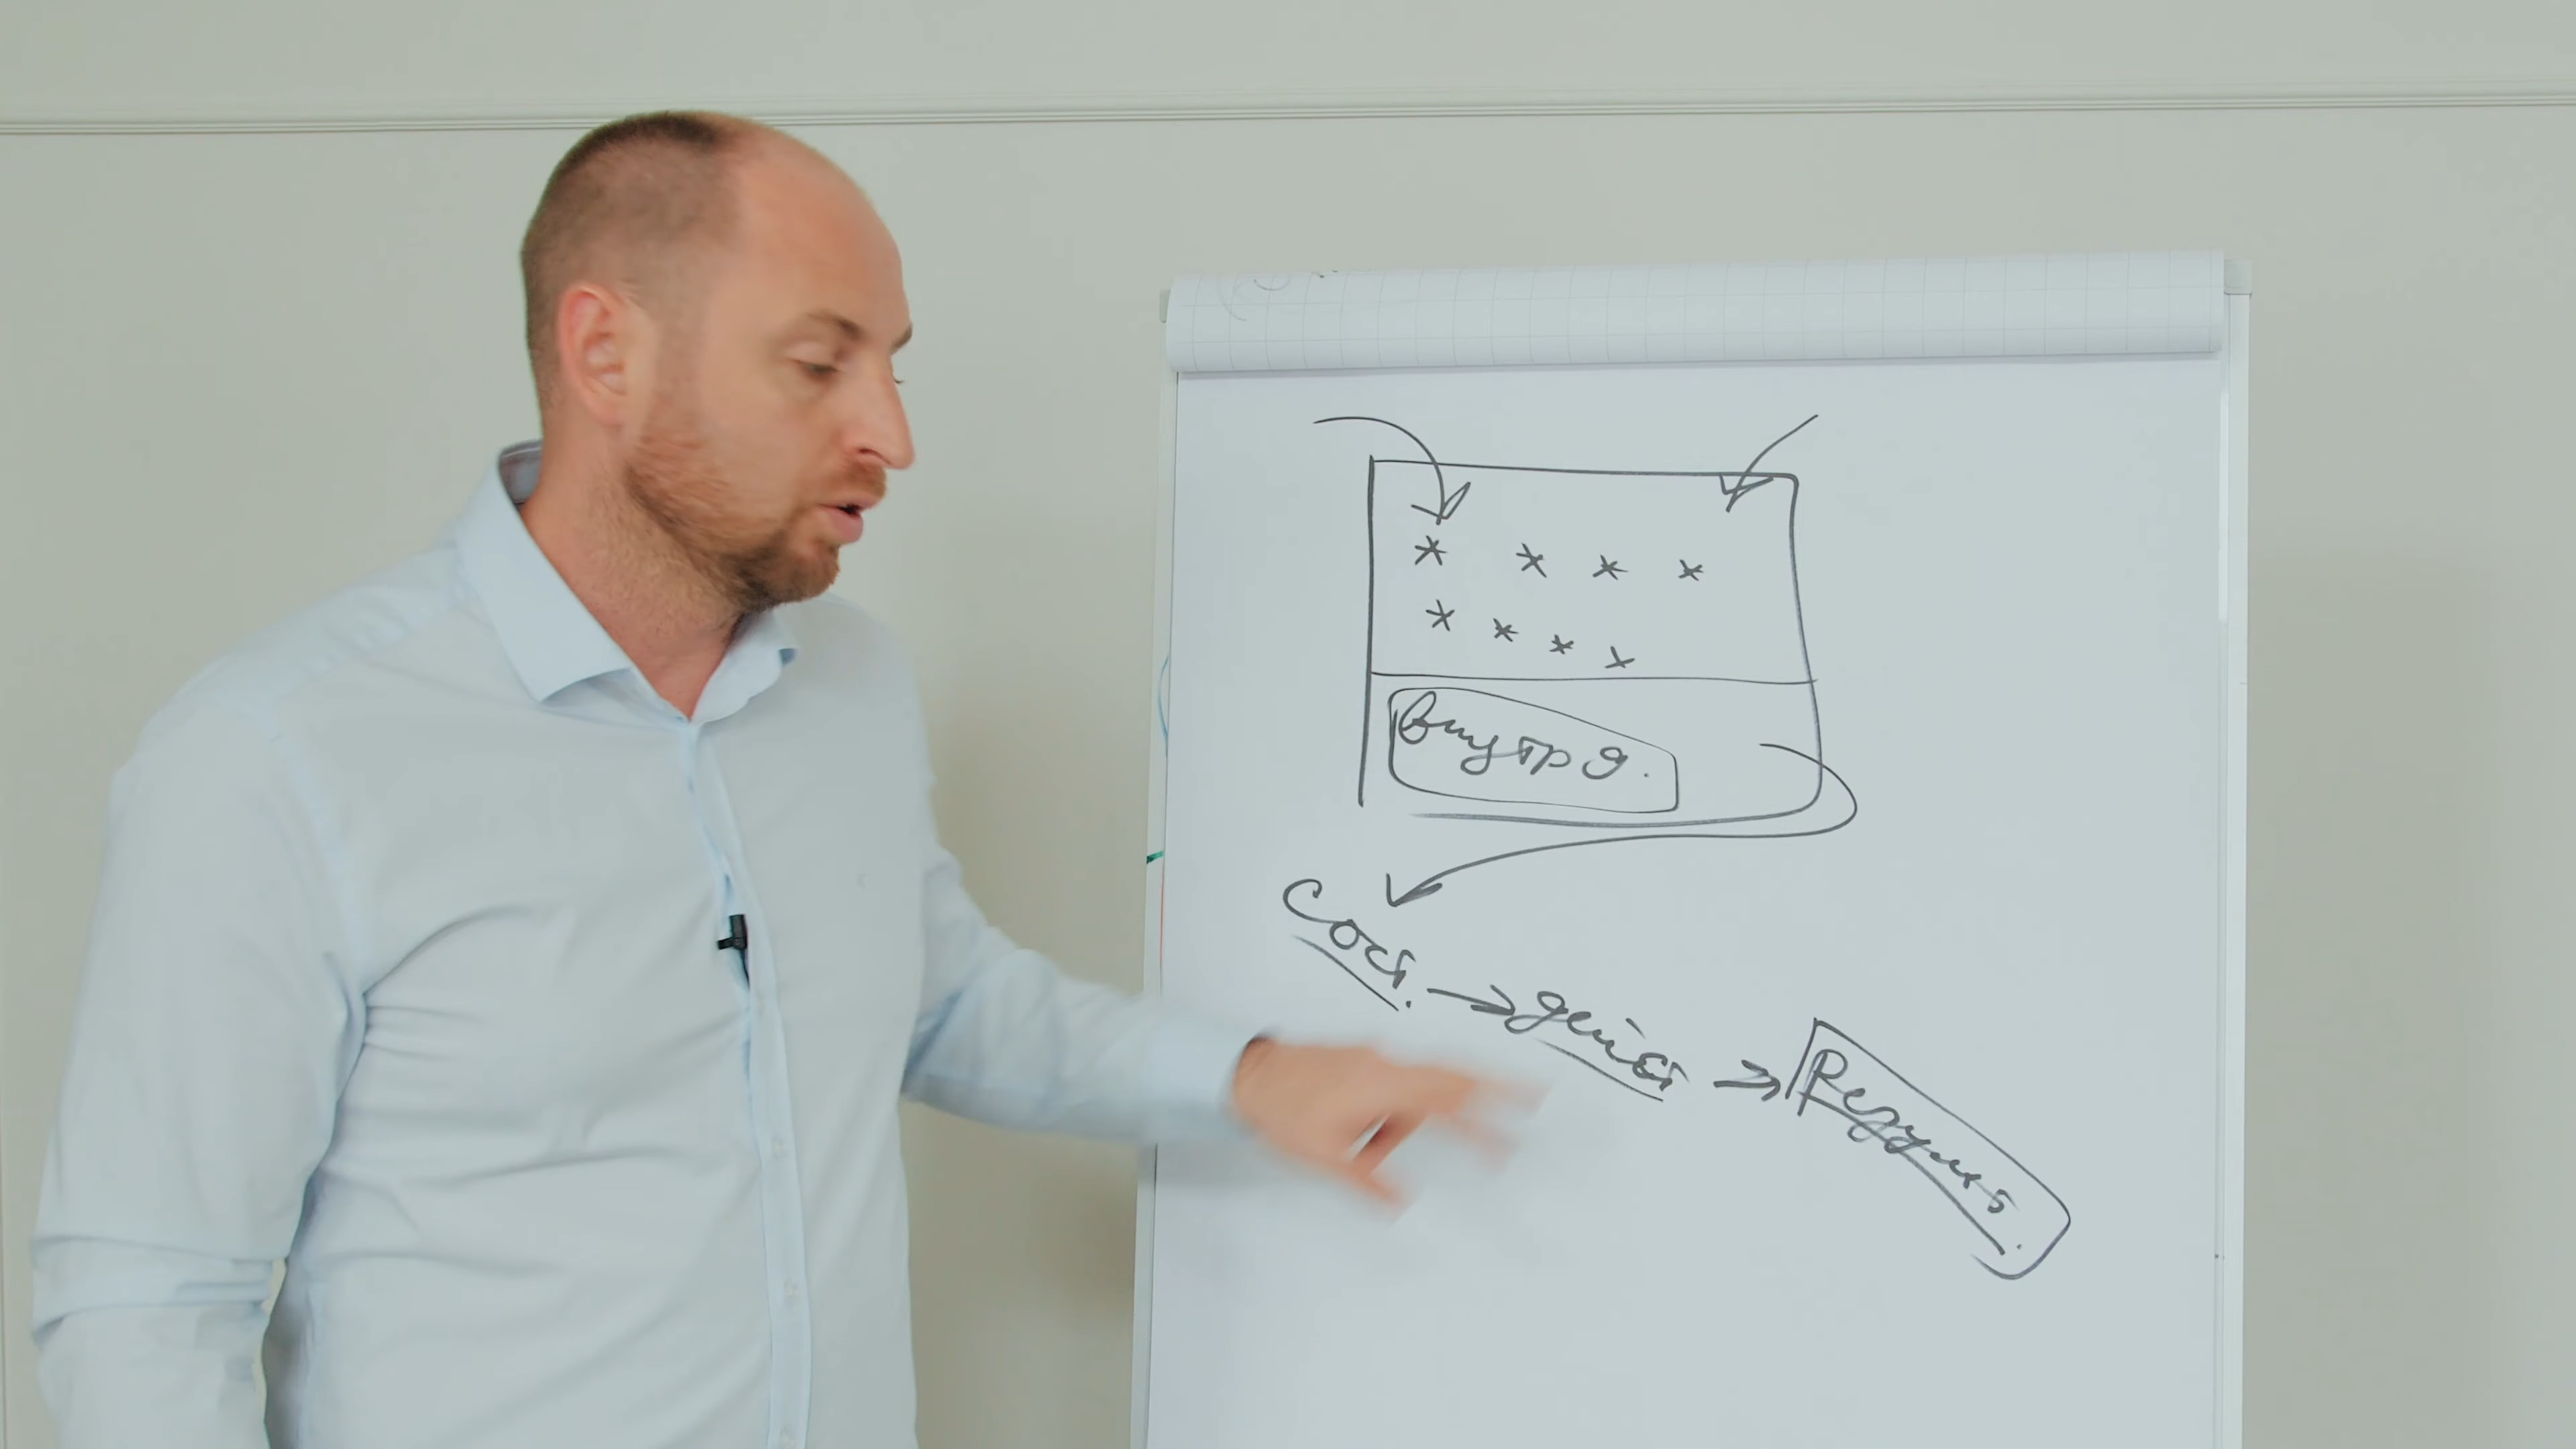 * * * *
* * * *
внутр д.
Сост. → действ → Результ.